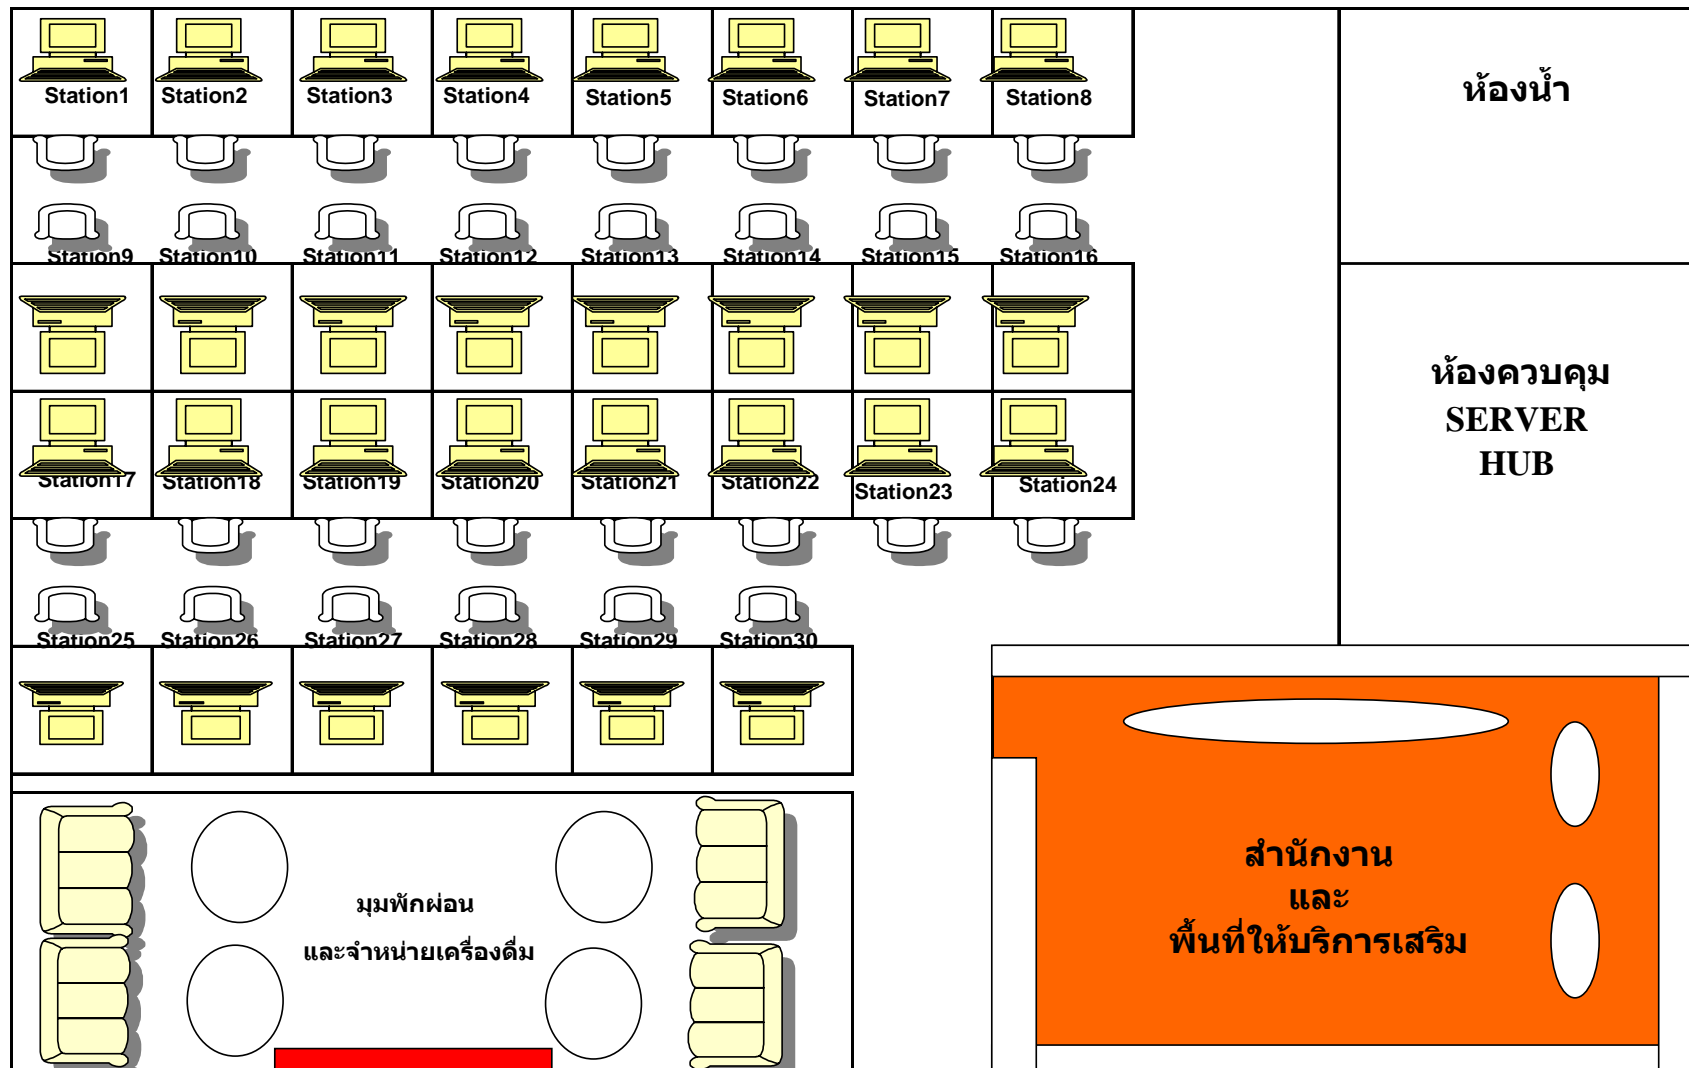 Station1 Station2 Station3 Station4 Station5 Station6 Station7 Station8
ห้องน้ำ
Station9 Station10 Station11 Station12 Station13 Station14 Station15 Station16
ห้องควบคุม
SERVER
HUB
Station17 Station18 Station19 Station20 Station21 Station22 Station23 Station24
Station25 Station26 Station27 Station28 Station29 Station30
มุมพักผ่อน
และจำหน่ายเครื่องดื่ม
สำนักงาน
และ
พื้นที่ให้บริการเสริม